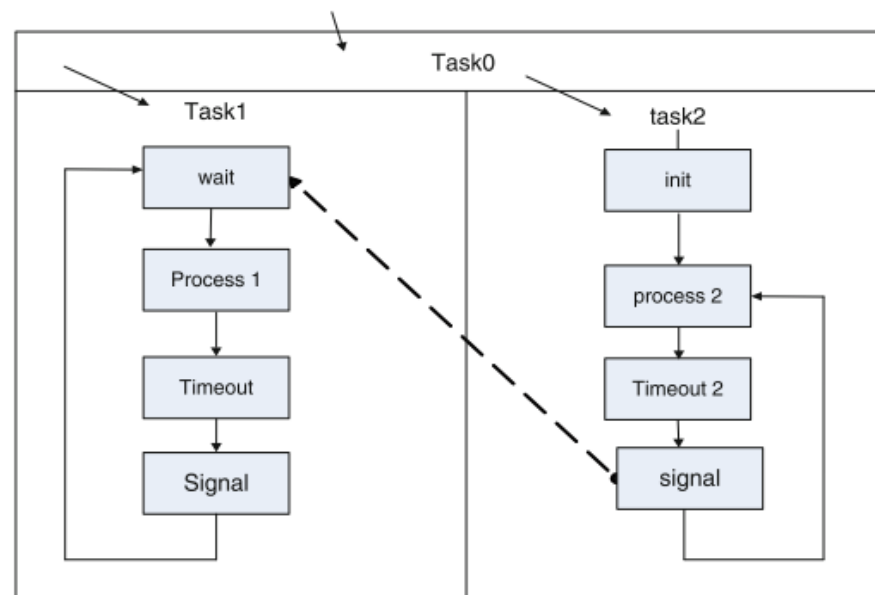 Task0
Task1
wait
Process 1
Timeout
Signal
task2
init
process 2
Timeout 2
signal